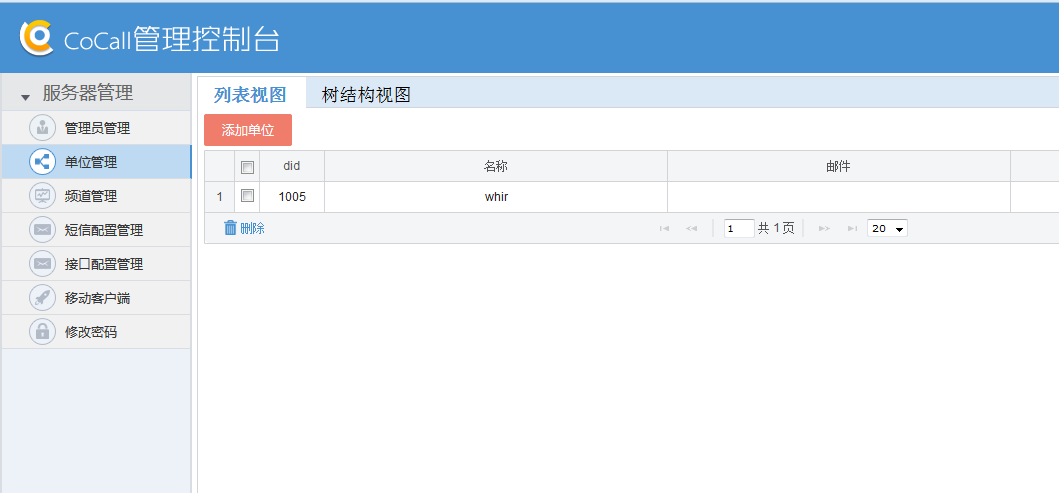 CoCall管理控制台
服务器管理
管理员管理
单位管理
频道管理
短信配置管理
接口配置管理
移动客户端
修改密码
列表视图 树结构视图
添加单位
did 名称 邮件
1 1005 whir
删除 1 共 1 页 20